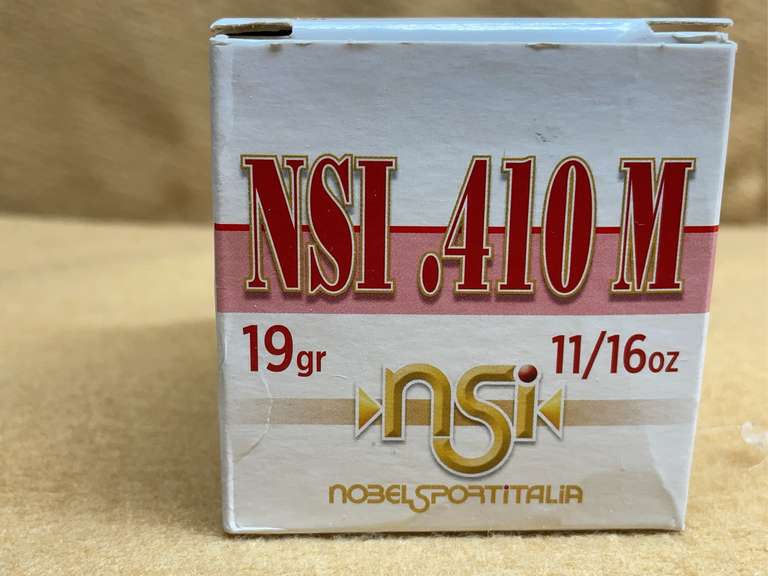 NSI .410 M
19gr 11/16oz
nsi
NOBELSPORTITALIA